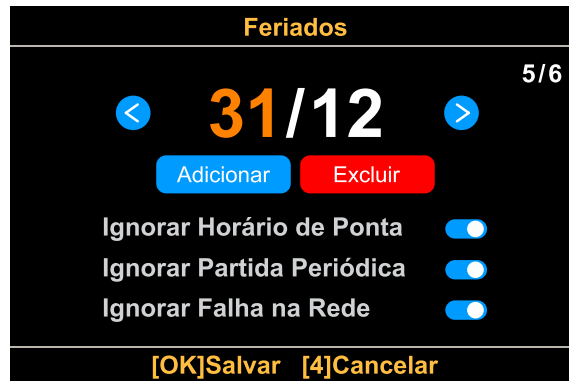 Feriados
5/6
< 31/12 >
Adicionar Excluir
Ignorar Horário de Ponta
Ignorar Partida Periódica
Ignorar Falha na Rede
[OK]Salvar [4]Cancelar